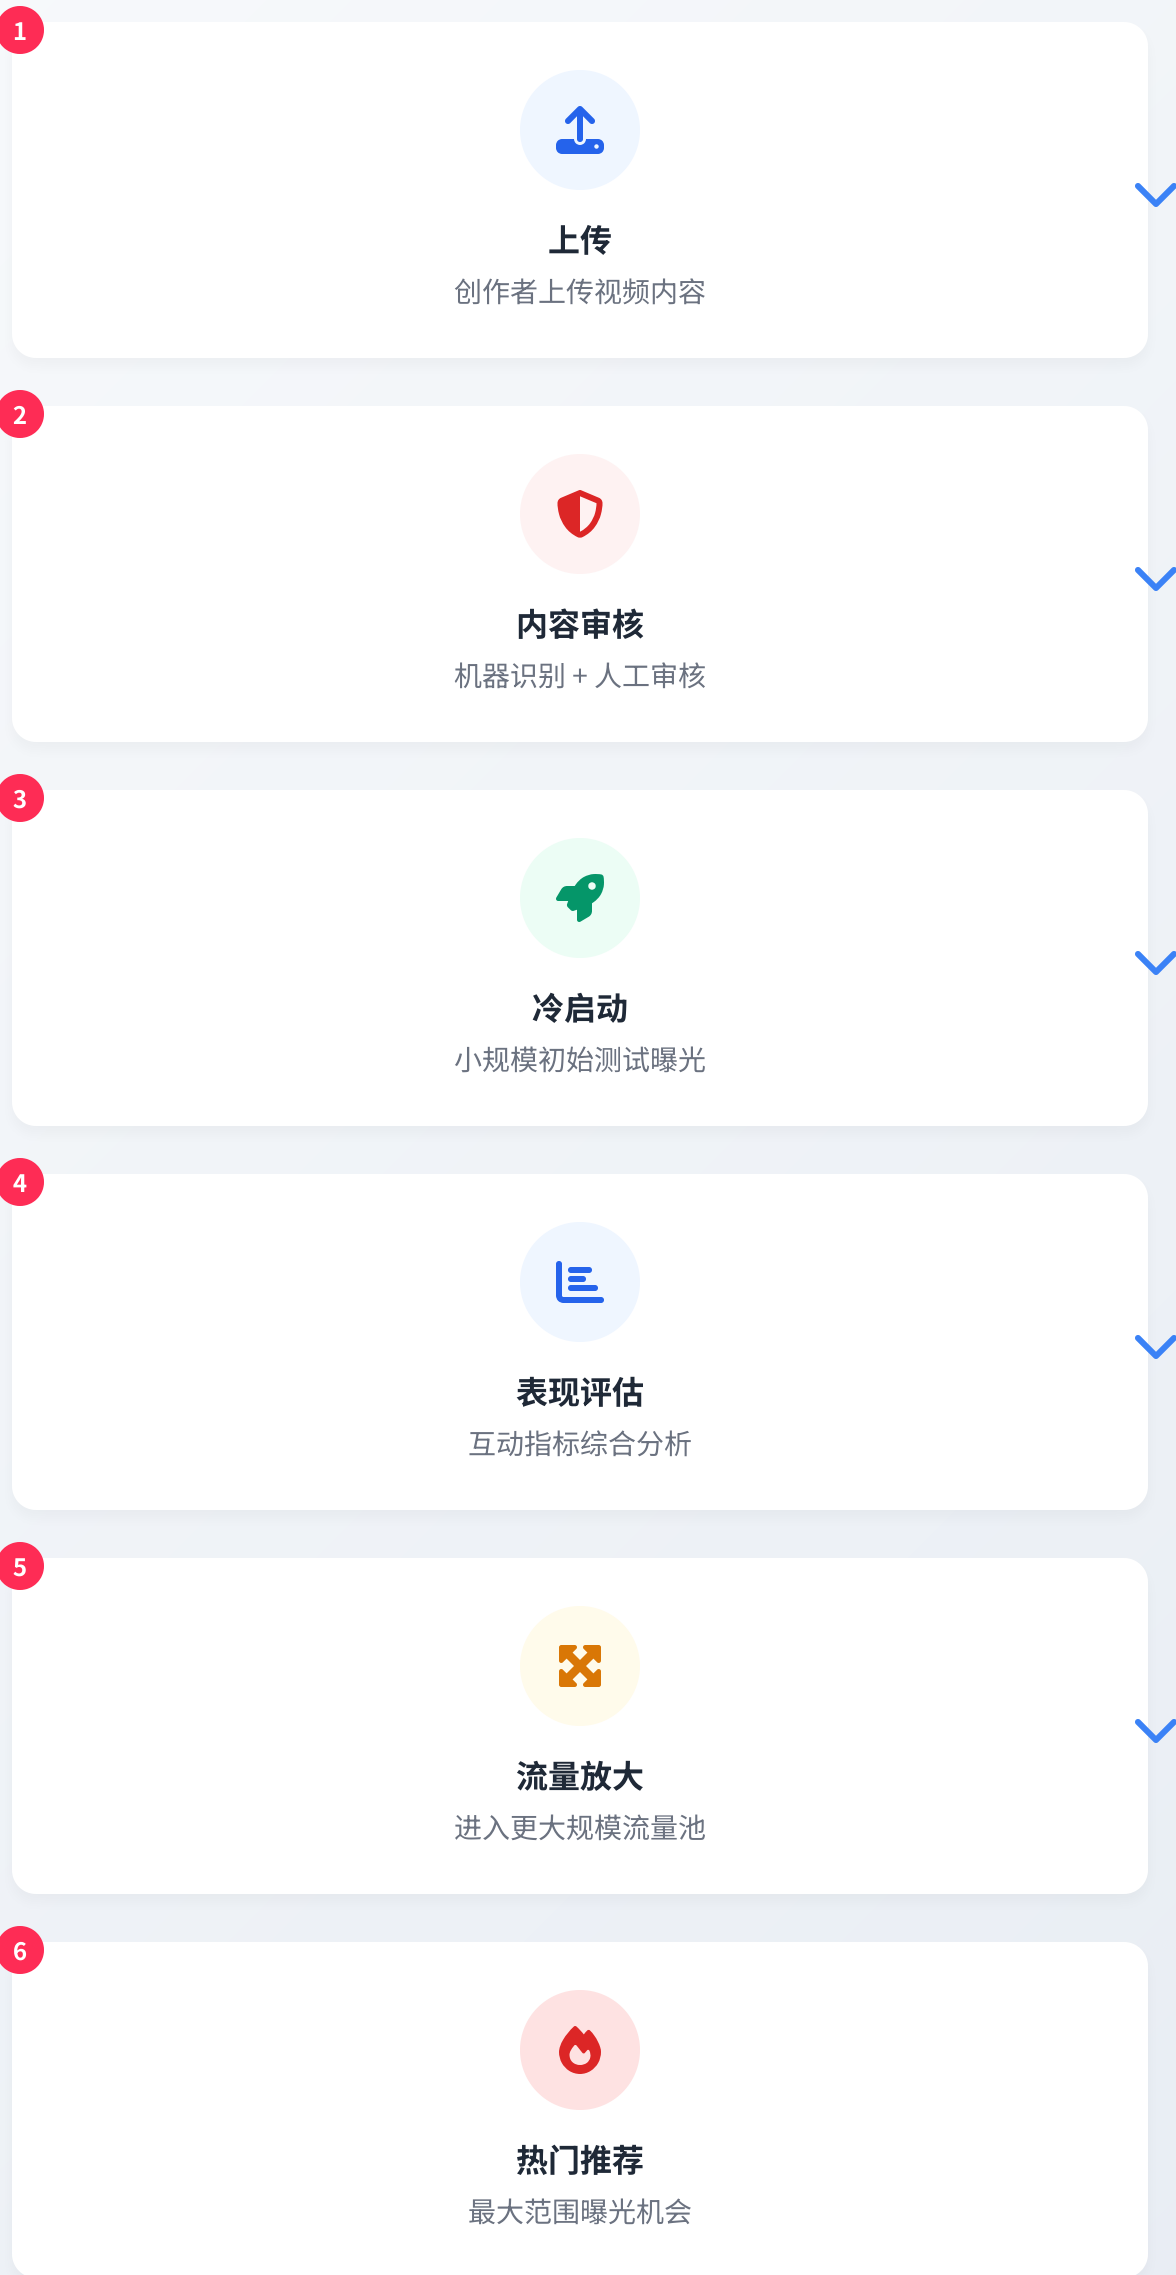 1
上传
创作者上传视频内容
2
内容审核
机器识别 + 人工审核
3
冷启动
小规模初始测试曝光
4
表现评估
互动指标综合分析
5
流量放大
进入更大规模流量池
6
热门推荐
最大范围曝光机会